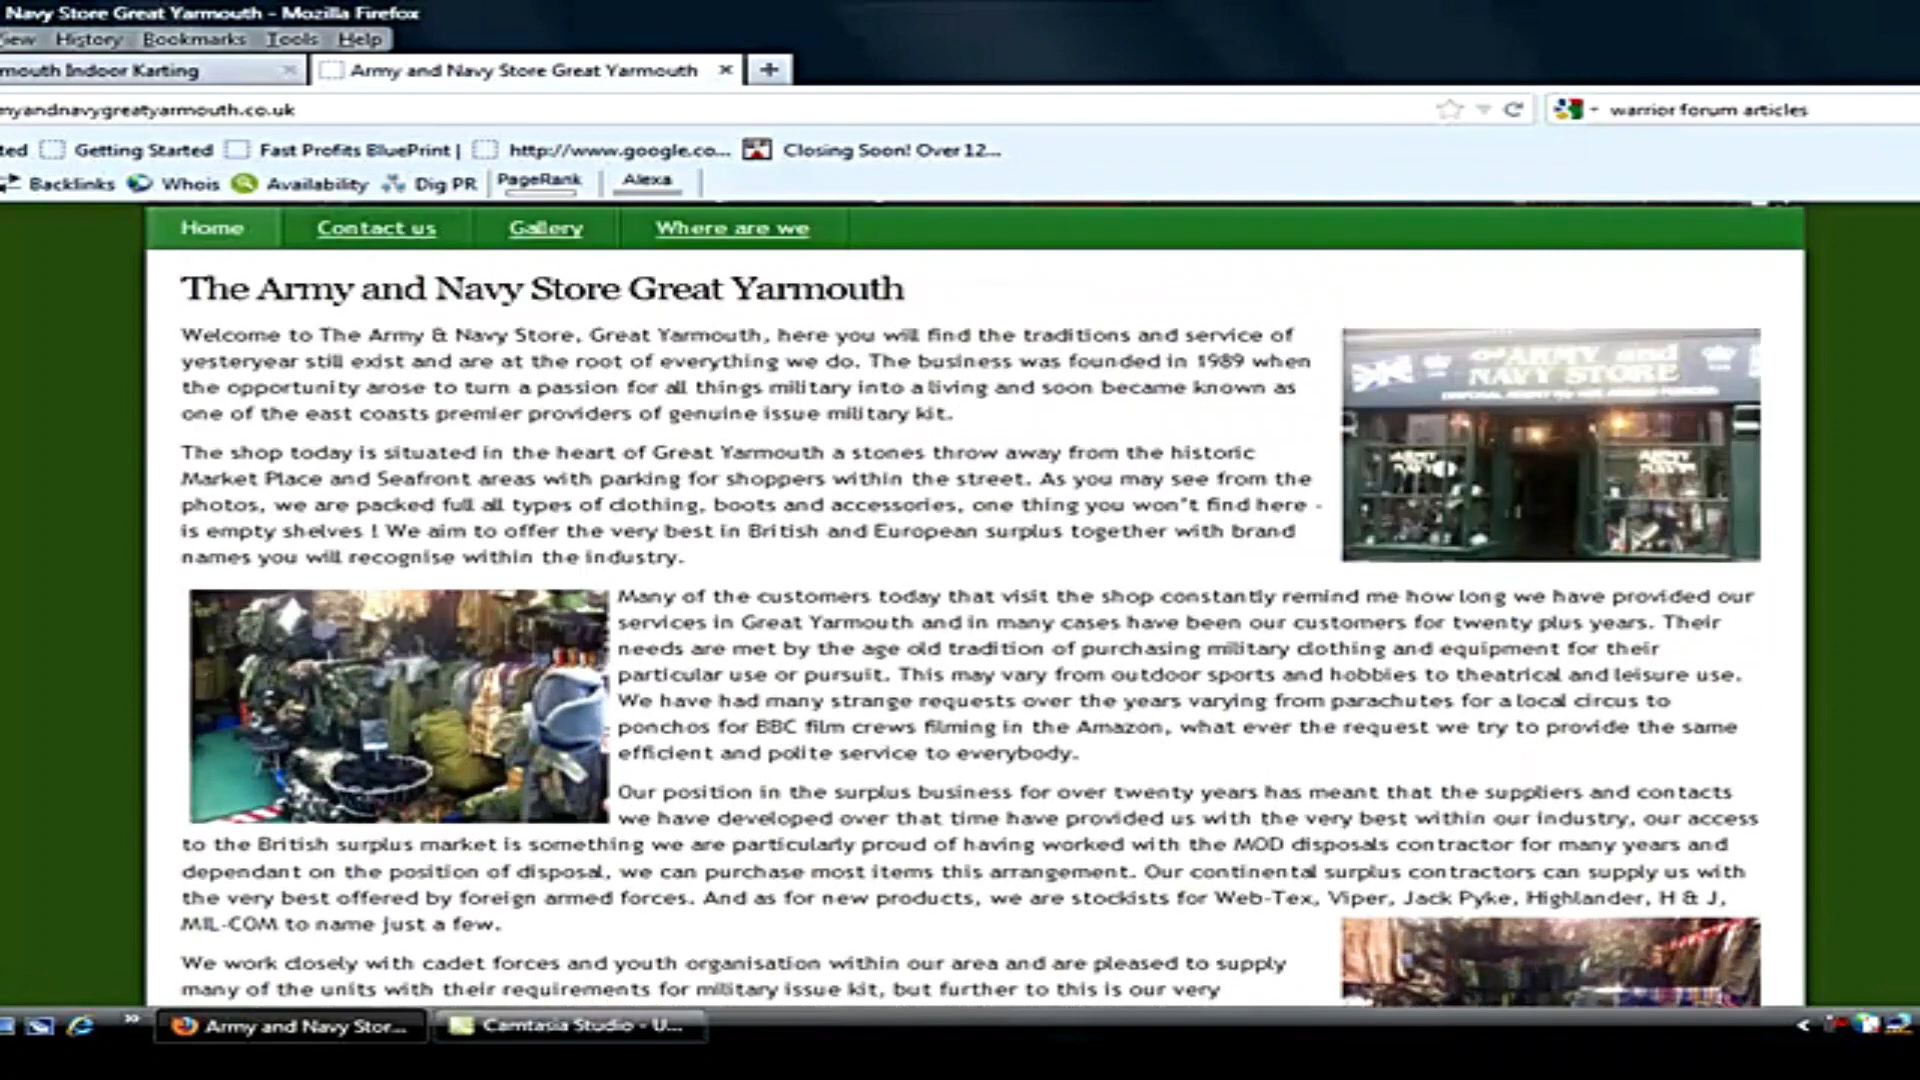 Navy Store Great Yarmouth - Mozilla Firefox
View History Bookmarks Tools Help
mouth Indoor Karting
Army and Navy Store Great Yarmouth
myandnavygreatyarmouth.co.uk
warrior forum articles
ted Getting Started Fast Profits BluePrint | http://www.google.co... Closing Soon! Over 12...
Backlinks Whois Availability Dig PR PageRank Alexa
Home Contact us Gallery Where are we
The Army and Navy Store Great Yarmouth
Welcome to The Army & Navy Store, Great Yarmouth, here you will find the traditions and service of
yesteryear still exist and are at the root of everything we do. The business was founded in 1989 when
the opportunity arose to turn a passion for all things military into a living and soon became known as
one of the east coasts premier providers of genuine issue military kit.
The shop today is situated in the heart of Great Yarmouth a stones throw away from the historic
Market Place and Seafront areas with parking for shoppers within the street. As you may see from the
photos, we are packed full all types of clothing, boots and accessories, one thing you won"t find here -
is empty shelves ! We aim to offer the very best in British and European surplus together with brand
names you will recognise within the industry.
ARMY and
NAVY STORE
Many of the customers today that visit the shop constantly remind me how long we have provided our
services in Great Yarmouth and in many cases have been our customers for twenty plus years. Their
needs are met by the age old tradition of purchasing military clothing and equipment for their
particular use or pursuit. This may vary from outdoor sports and hobbies to theatrical and leisure use.
We have had many strange requests over the years varying from parachutes for a local circus to
ponchos for BBC film crews filming in the Amazon, what ever the request we try to provide the same
efficient and polite service to everybody.
Our position in the surplus business for over twenty years has meant that the suppliers and contacts
we have developed over that time have provided us with the very best within our industry, our access
to the British surplus market is something we are particularly proud of having worked with the MOD disposals contractor for many years and
dependant on the position of disposal, we can purchase most items this arrangement. Our continental surplus contractors can supply us with
the very best offered by foreign armed forces. And as for new products, we are stockists for Web-Tex, Viper, Jack Pyke, Highlander, H & J,
MIL-COM to name just a few.
We work closely with cadet forces and youth organisation within our area and are pleased to supply
many of the units with their requirements for military issue kit, but further to this is our very
Army and Navy Stor... Camtasia Studio - U...